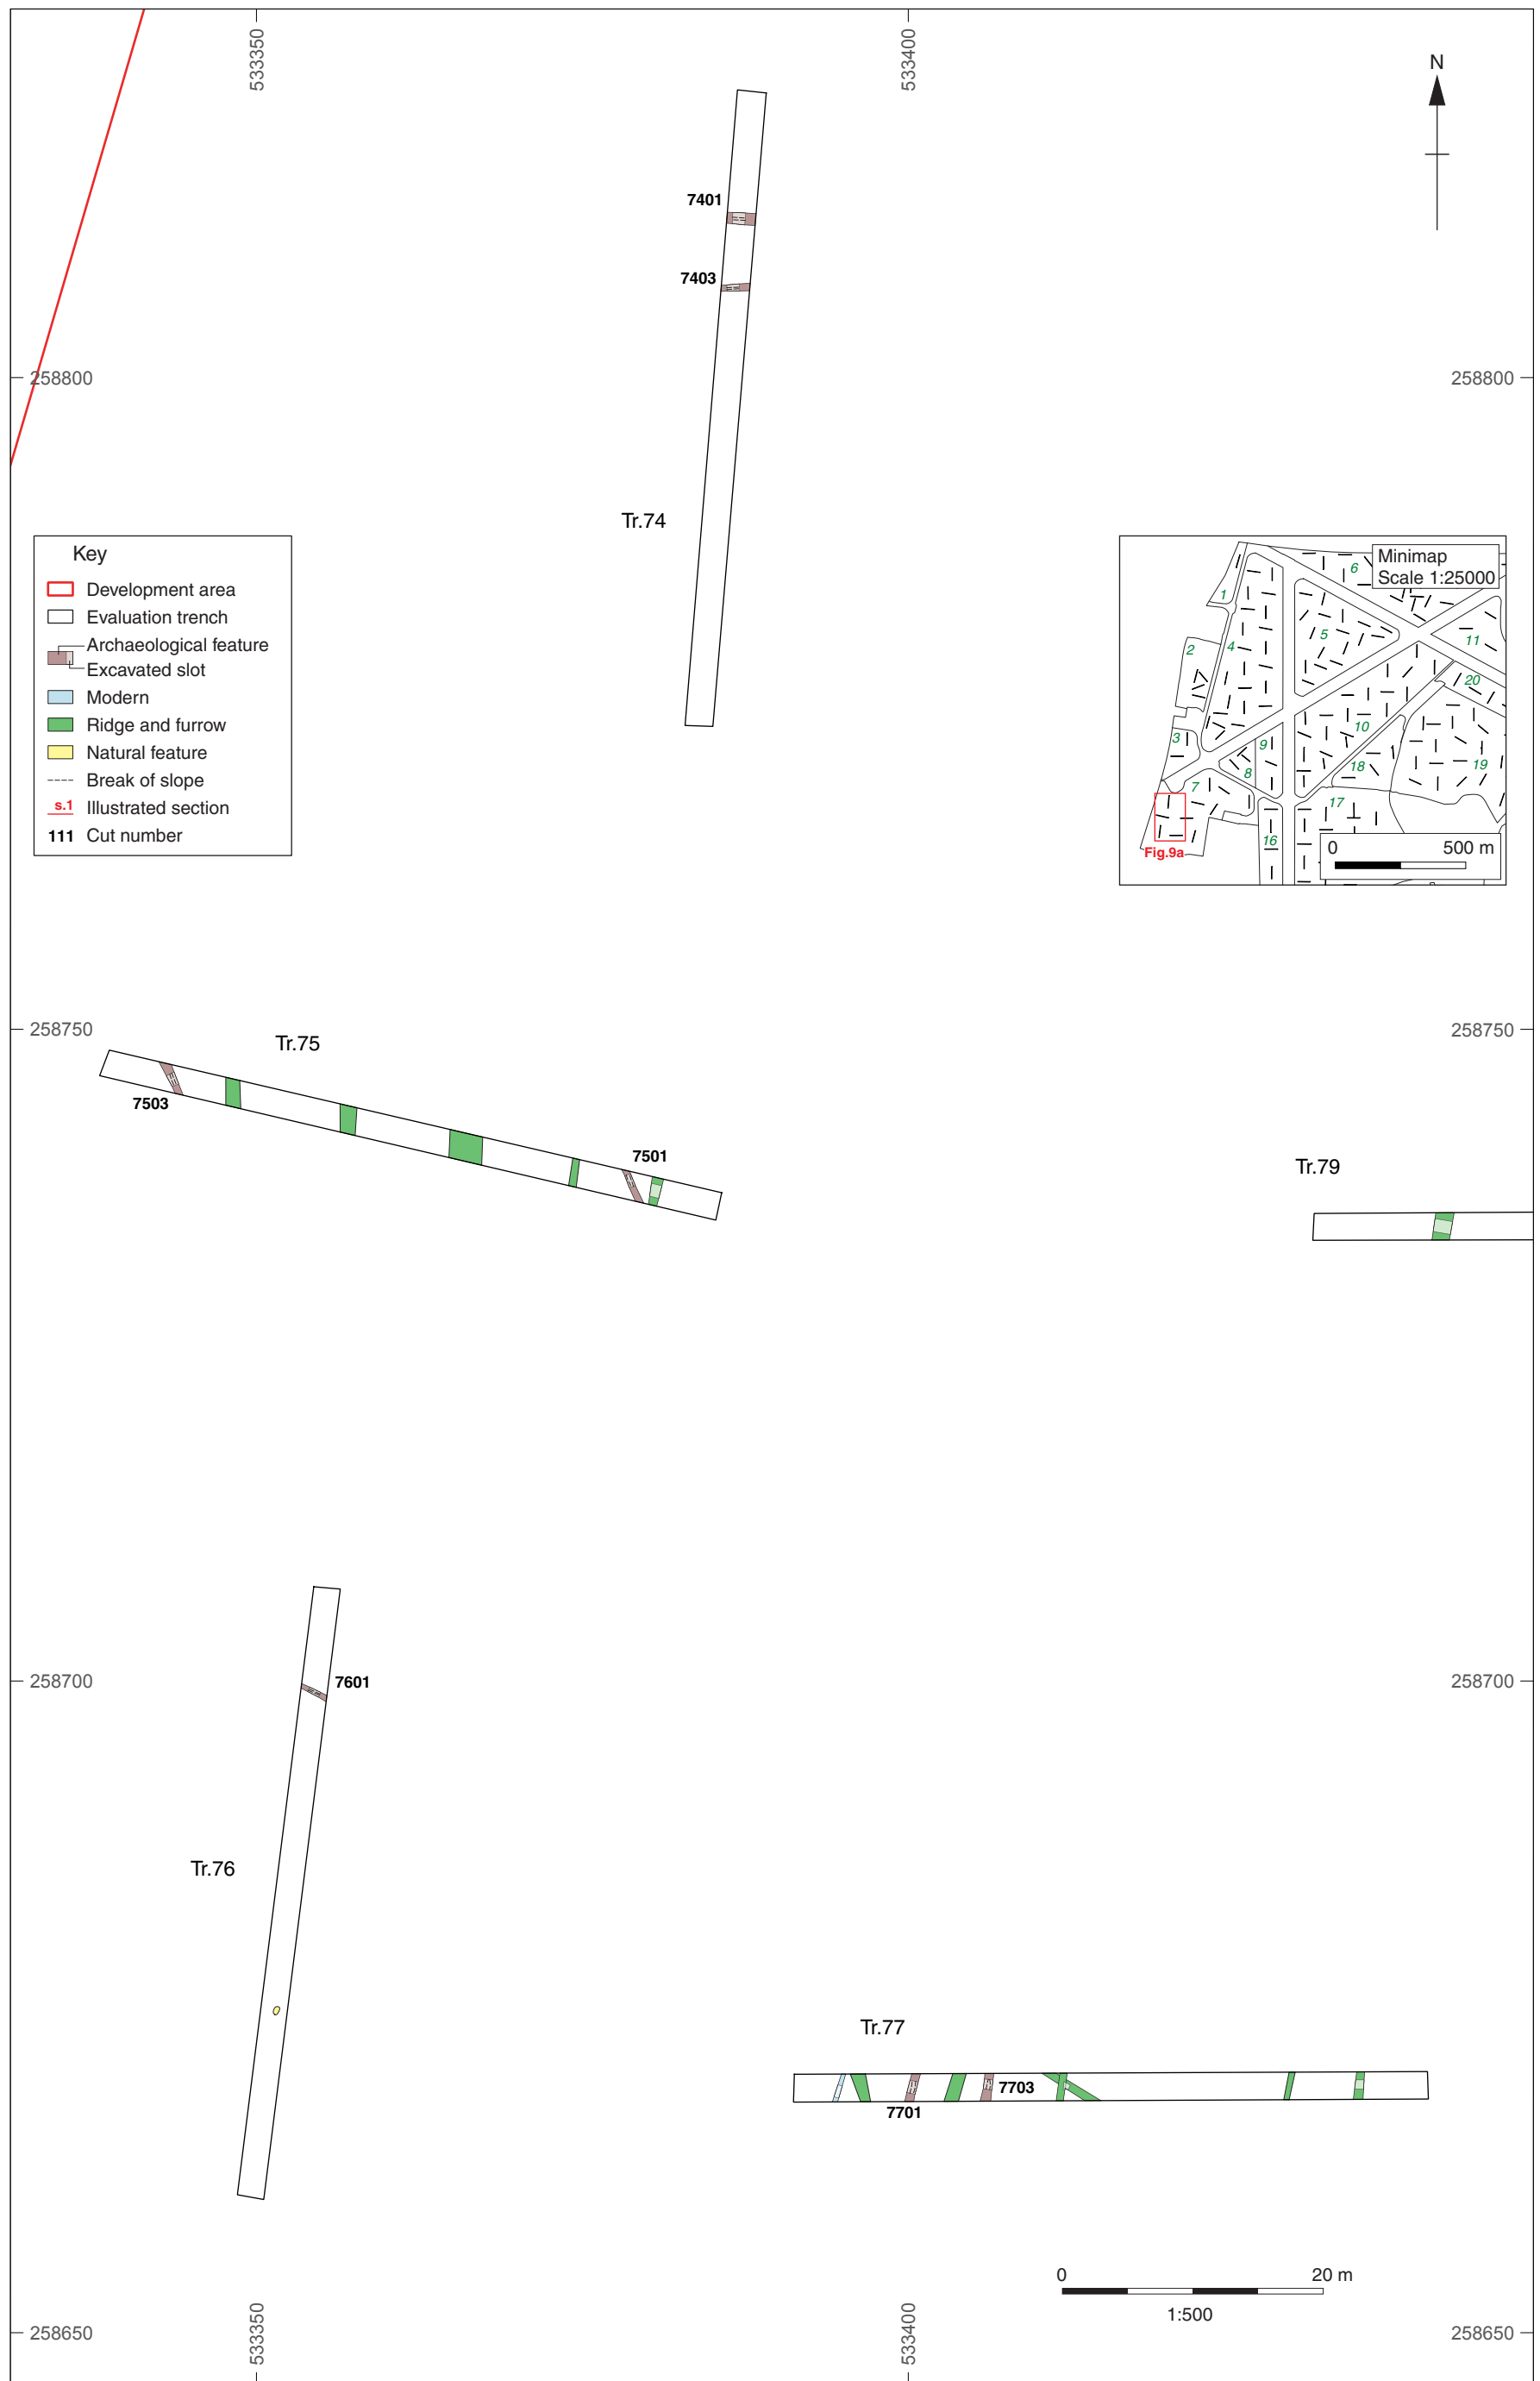 533350
533400
N
7401
7403
258800
258800
Tr.74
Key
Development area
Evaluation trench
Archaeological feature
Excavated slot
Modern
Ridge and furrow
Natural feature
Break of slope
s.1 Illustrated section
111 Cut number
Minimap
Scale 1:25000
6
1
5
11
2
4
20
10
3
9
18
19
8
7
17
16
0 500 m
Fig.9a
258750
258750
Tr.75
7503
7501
Tr.79
258700
258700
7601
Tr.76
Tr.77
7703
7701
0 20 m
1:500
258650
258650
533350
533400